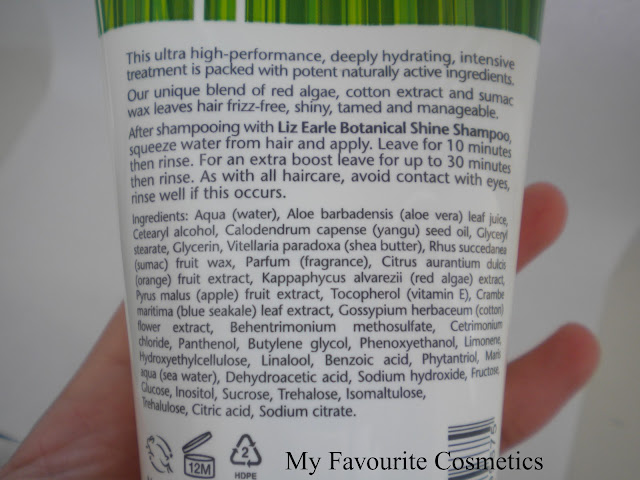 This ultra high-performance, deeply hydrating, intensive
treatment is packed with potent naturally active ingredients.
Our unique blend of red algae, cotton extract and sumac
wax leaves hair frizz-free, shiny, tamed and manageable.
After shampooing with Liz Earle Botanical Shine Shampoo,
squeeze water from hair and apply. Leave for 10 minutes
then rinse. For an extra boost leave for up to 30 minutes
then rinse. As with all haircare, avoid contact with eyes,
rinse well if this occurs.
Ingredients: Aqua (water), Aloe barbadensis (aloe vera) leaf juice,
Cetearyl alcohol, Calodendrum capense (yangu) seed oil, Glyceryl
stearate, Glycerin, Vitellaria paradoxa (shea butter), Rhus succedanea
(sumac) fruit wax, Parfum (fragrance), Citrus aurantium dulcis
(orange) fruit extract, Kappaphycus alvarezii (red algae) extract,
Pyrus malus (apple) fruit extract, Tocopherol (vitamin E), Crambe
maritima (blue seakale) leaf extract, Gossypium herbaceum (cotton)
flower extract, Behentrimonium methosulfate, Cetrimonium
chloride, Panthenol, Butylene glycol, Phenoxyethanol, Limonene,
Hydroxyethylcellulose, Linalool, Benzoic acid, Phytantriol, Maris
aqua (sea water), Dehydroacetic acid, Sodium hydroxide, Fructose,
Glucose, Inositol, Sucrose, Trehalose, Isomaltulose,
Trehalulose, Citric acid, Sodium citrate.
12M
2
HDPE
My Favourite Cosmetics